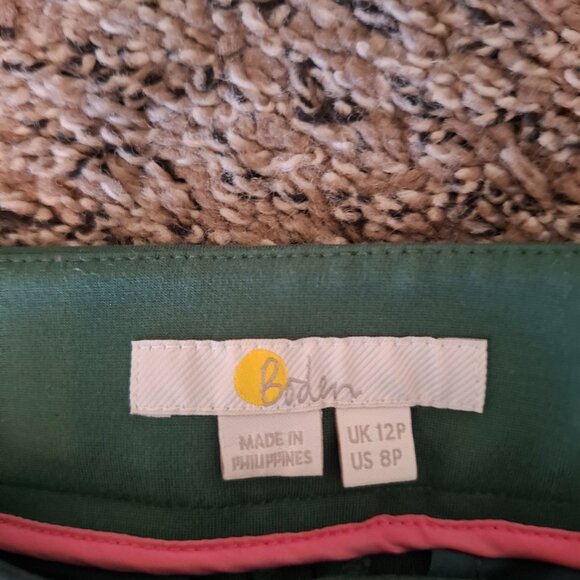 Boden
MADE IN
PHILIPPINES
UK 12P
US 8P